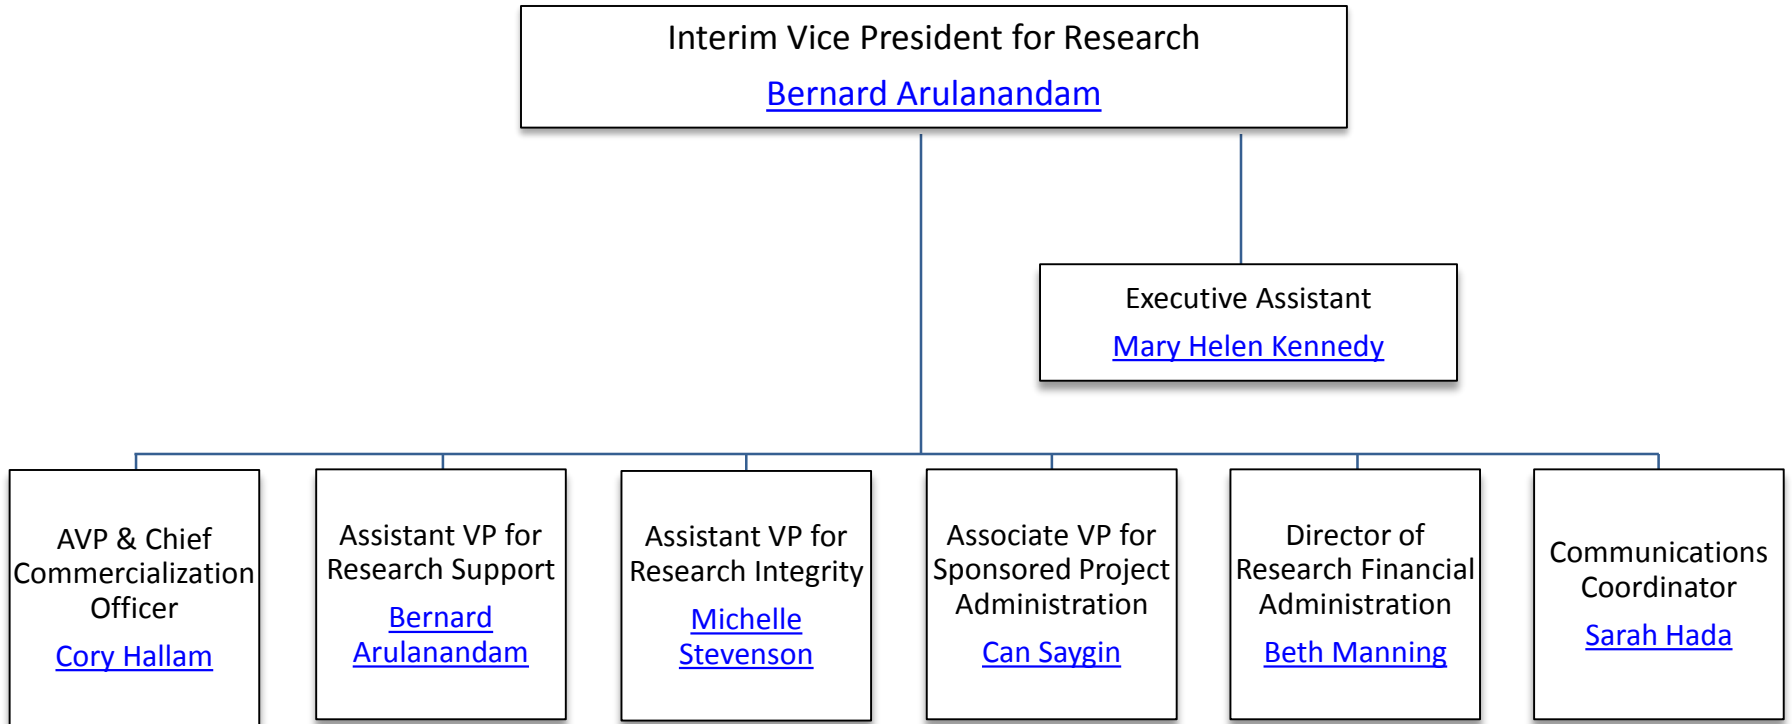 Interim Vice President for Research
Bernard Arulanandam
Executive Assistant
Mary Helen Kennedy
AVP & Chief
Commercialization
Officer
Cory Hallam
Assistant VP for
Research Support
Bernard
Arulanandam
Assistant VP for
Research Integrity
Michelle
Stevenson
Associate VP for
Sponsored Project
Administration
Can Saygin
Director of
Research Financial
Administration
Beth Manning
Communications
Coordinator
Sarah Hada